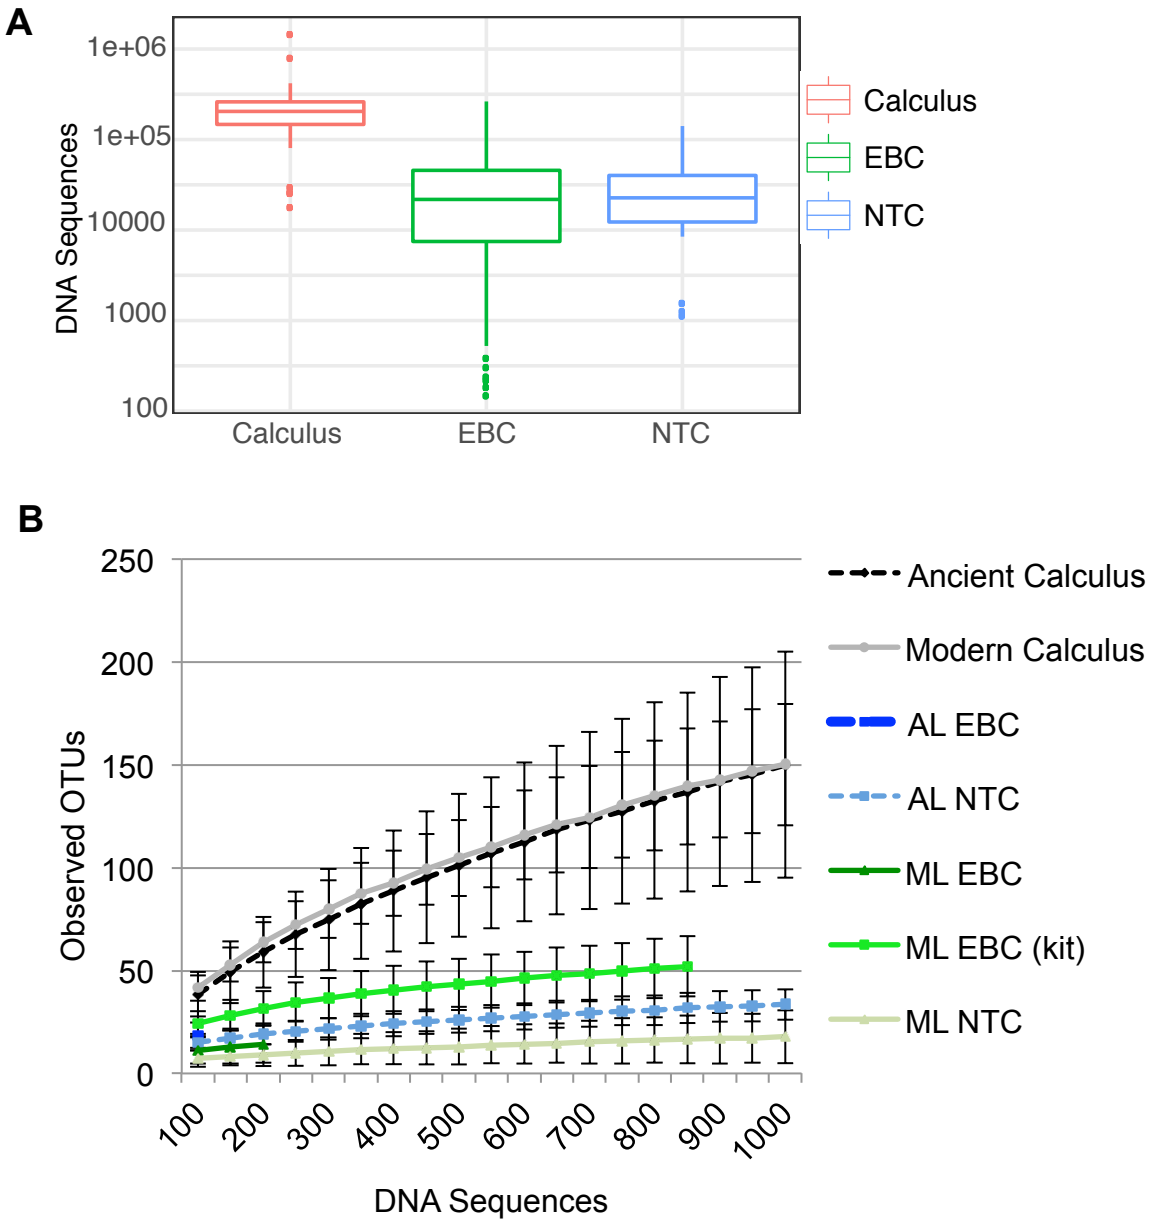 A
1e+06
1e+05
10000
1000
100
DNA Sequences
Calculus
EBC
NTC
Calculus
EBC
NTC
B
250
200
150
100
50
0
Observed OTUs
100
200
300
400
500
600
700
800
900
1000
DNA Sequences
Ancient Calculus
Modern Calculus
AL EBC
AL NTC
ML EBC
ML EBC (kit)
ML NTC